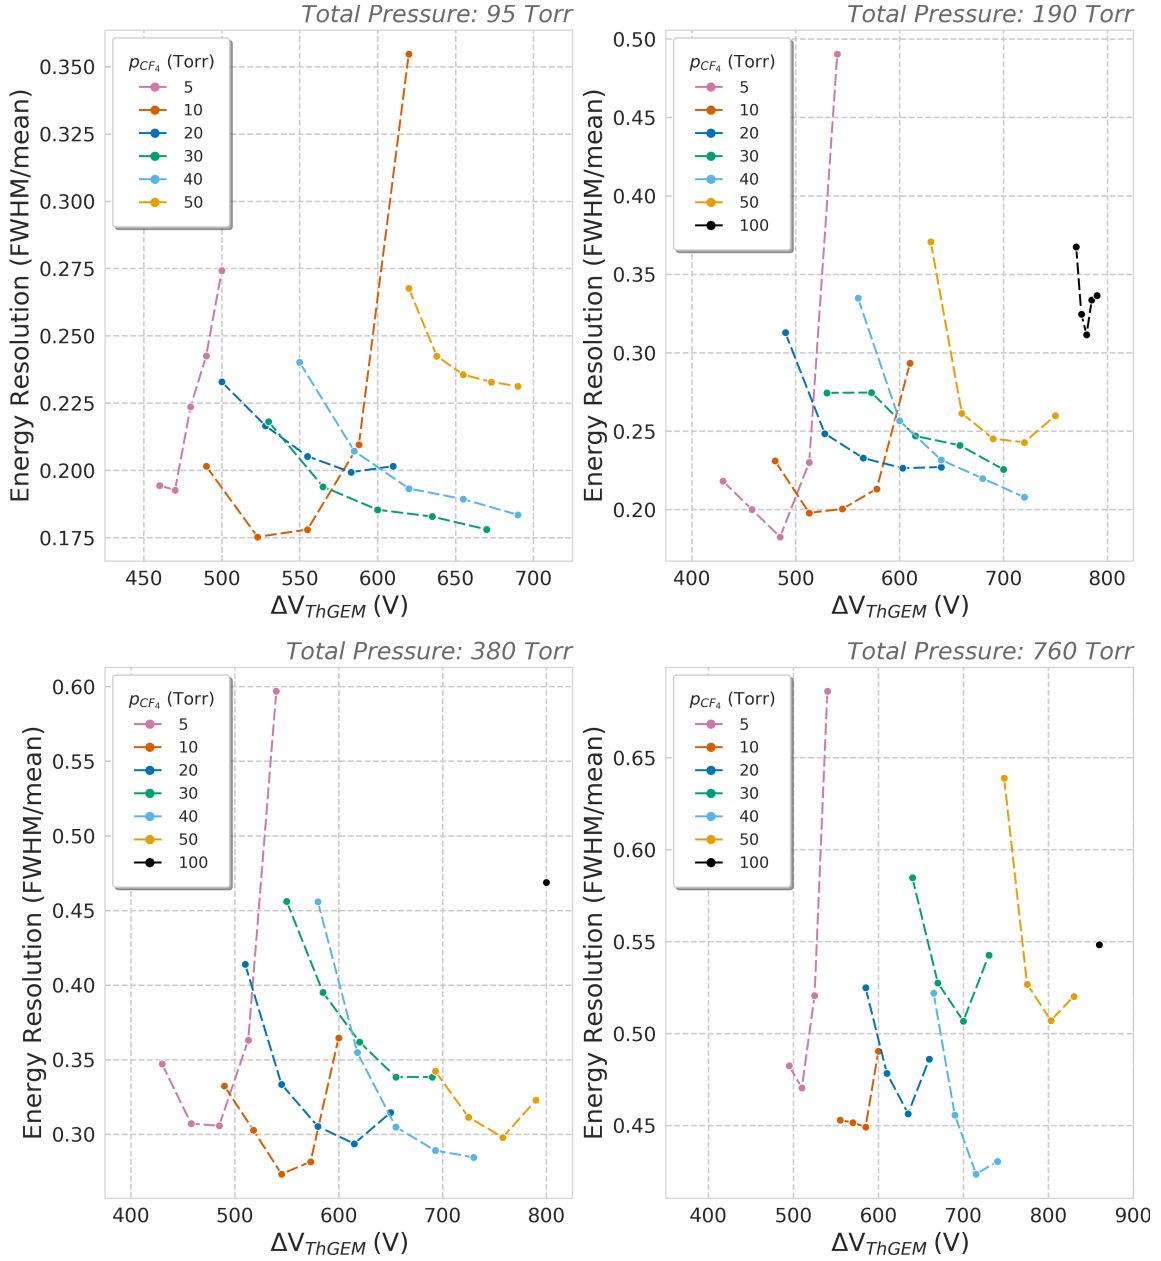 Total Pressure: 95 Torr
Energy Resolution (FWHM/mean)
0.350
0.325
0.300
0.275
0.250
0.225
0.200
0.175
p_CF4 (Torr)
5
10
20
30
40
50
450 500 550 600 650 700
ΔV_ThGEM (V)
Total Pressure: 190 Torr
Energy Resolution (FWHM/mean)
0.50
0.45
0.40
0.35
0.30
0.25
0.20
p_CF4 (Torr)
5
10
20
30
40
50
100
400 500 600 700 800
ΔV_ThGEM (V)
Total Pressure: 380 Torr
Energy Resolution (FWHM/mean)
0.60
0.55
0.50
0.45
0.40
0.35
0.30
p_CF4 (Torr)
5
10
20
30
40
50
100
400 500 600 700 800
ΔV_ThGEM (V)
Total Pressure: 760 Torr
Energy Resolution (FWHM/mean)
0.65
0.60
0.55
0.50
0.45
p_CF4 (Torr)
5
10
20
30
40
50
100
400 500 600 700 800 900
ΔV_ThGEM (V)